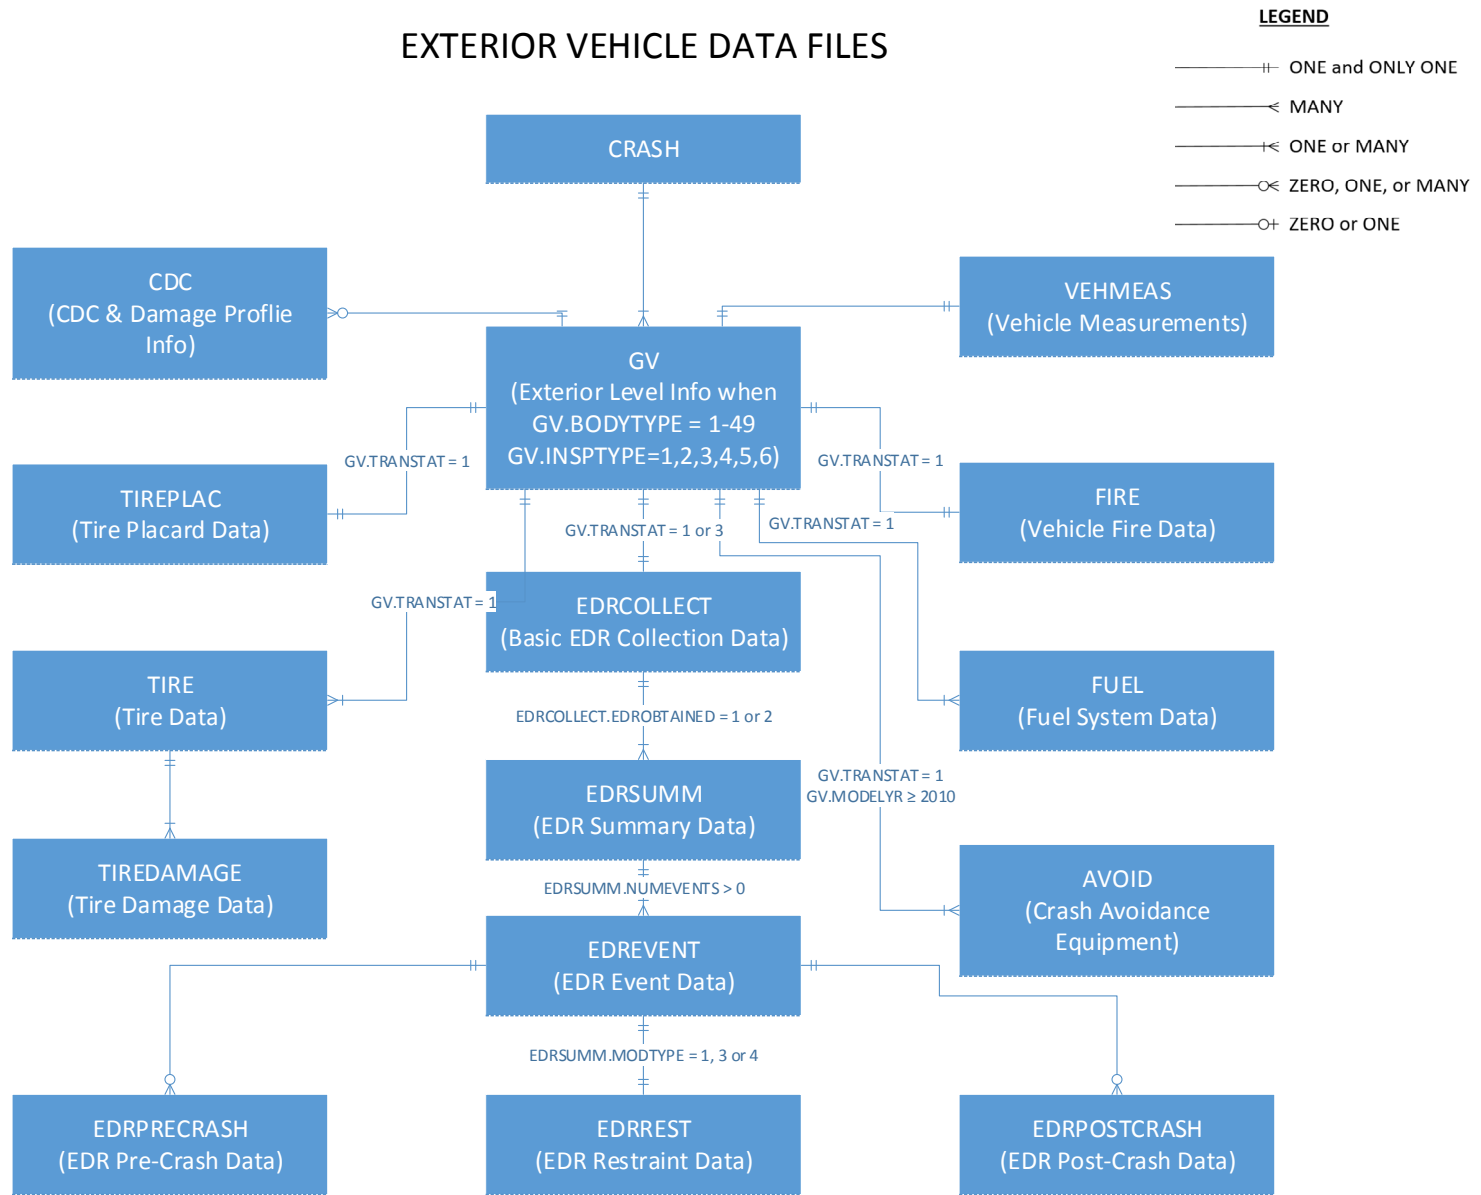 LEGEND
EXTERIOR VEHICLE DATA FILES
ONE and ONLY ONE
MANY
ONE or MANY
ZERO, ONE, or MANY
ZERO or ONE
CRASH
CDC
(CDC & Damage Proflie
Info)
VEHMEAS
(Vehicle Measurements)
GV
(Exterior Level Info when
GV.BODYTYPE = 1-49
GV.INSPTYPE=1,2,3,4,5,6)
GV.TRANSTAT = 1
GV.TRANSTAT = 1
TIREPLAC
(Tire Placard Data)
FIRE
(Vehicle Fire Data)
GV.TRANSTAT = 1 or 3
GV.TRANSTAT = 1
GV.TRANSTAT = 1
EDRCOLLECT
(Basic EDR Collection Data)
TIRE
(Tire Data)
FUEL
(Fuel System Data)
EDRCOLLECT.EDROBTAINED = 1 or 2
EDRSUMM
(EDR Summary Data)
GV.TRANSTAT = 1
GV.MODELYR ≥ 2010
TIREDAMAGE
(Tire Damage Data)
EDRSUMM.NUMEVENTS > 0
AVOID
(Crash Avoidance
Equipment)
EDREVENT
(EDR Event Data)
EDRSUMM.MODTYPE = 1, 3 or 4
EDRPRECRASH
(EDR Pre-Crash Data)
EDRREST
(EDR Restraint Data)
EDRPOSTCRASH
(EDR Post-Crash Data)